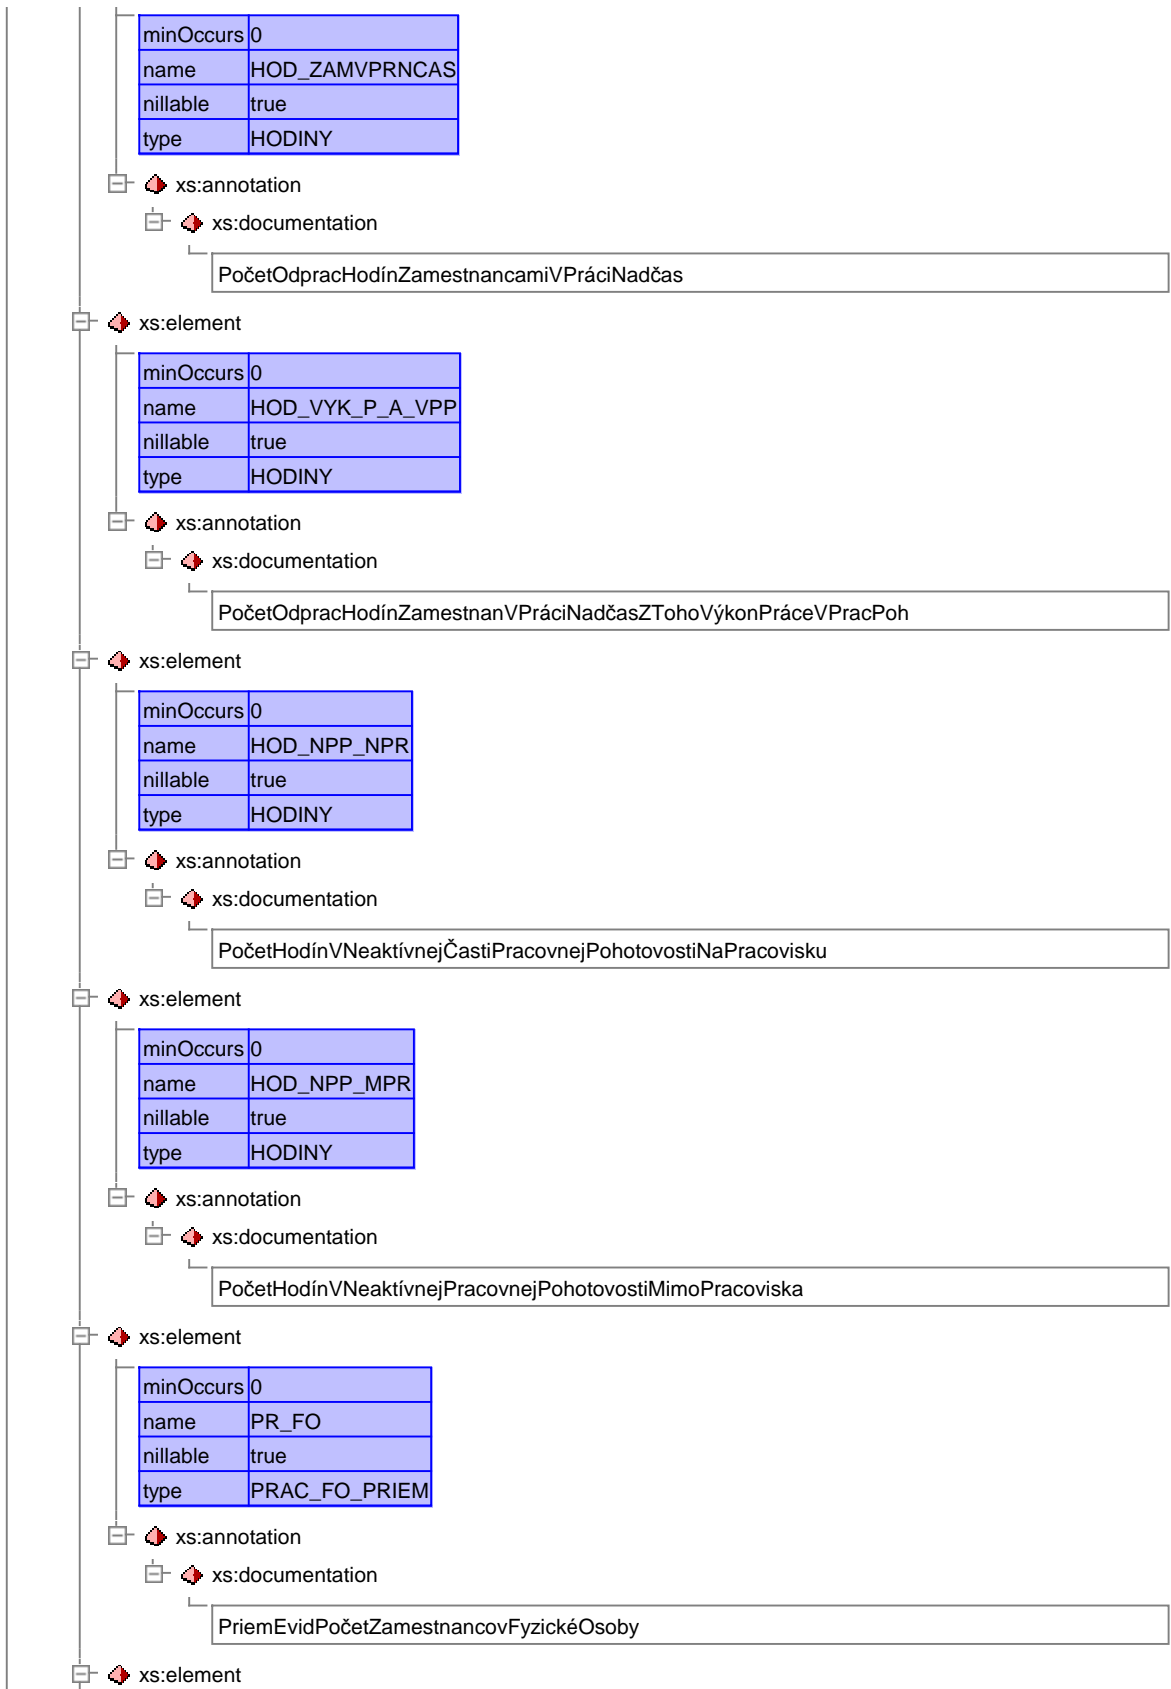 minOccurs 0
name HOD_ZAMVPRNCAS
nillable true
type HODINY
xs:annotation
xs:documentation
PočetOdpracHodínZamestnancamiVPráciNadčas
xs:element
minOccurs 0
name HOD_VYK_P_A_VPP
nillable true
type HODINY
xs:annotation
xs:documentation
PočetOdpracHodínZamestnanVPráciNadčasZTohoVýkonPráceVPracPoh
xs:element
minOccurs 0
name HOD_NPP_NPR
nillable true
type HODINY
xs:annotation
xs:documentation
PočetHodínVNeaktívnejČastiPracovnejPohotovostiNaPracovisku
xs:element
minOccurs 0
name HOD_NPP_MPR
nillable true
type HODINY
xs:annotation
xs:documentation
PočetHodínVNeaktívnejPracovnejPohotovostiMimoPracoviska
xs:element
minOccurs 0
name PR_FO
nillable true
type PRAC_FO_PRIEM
xs:annotation
xs:documentation
PriemEvidPočetZamestnancovFyzickéOsoby
xs:element